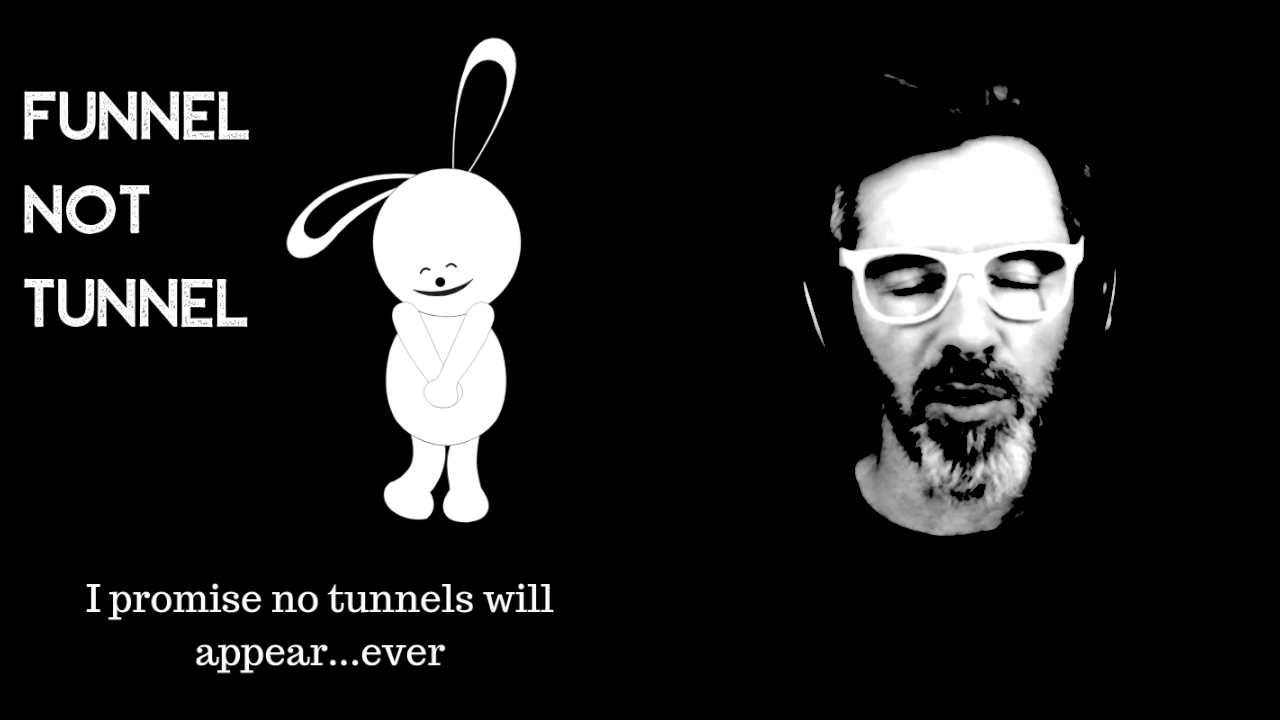 FUNNEL
NOT
TUNNEL
I promise no tunnels will
appear...ever